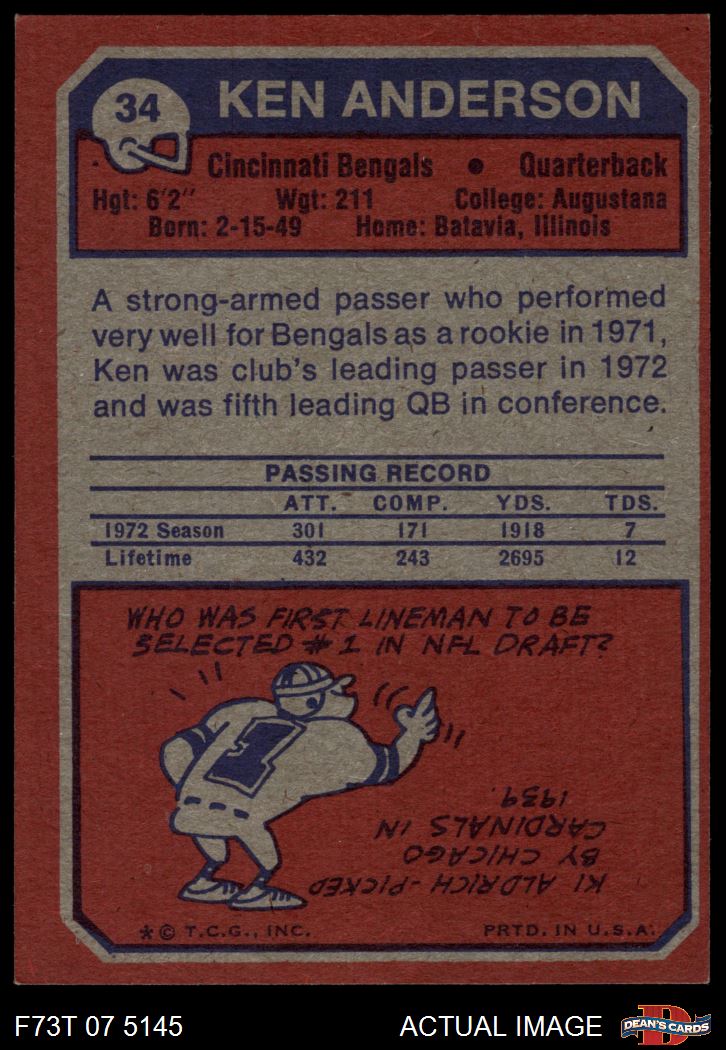 34
KEN ANDERSON
Cincinnati Bengals • Quarterback
Hgt: 6'2" Wgt: 211 College: Augustana
Born: 2-15-49 Home: Batavia, Illinois
A strong-armed passer who performed
very well for Bengals as a rookie in 1971,
Ken was club's leading passer in 1972
and was fifth leading QB in conference.
PASSING RECORD
ATT. COMP. YDS. TDS.
1972 Season 301 171 1918 7
Lifetime 432 243 2695 12
WHO WAS FIRST LINEMAN TO BE
SELECTED #1 IN NFL DRAFT?
1
KI ALDRICH - PICKED
BY CHICAGO
CARDINALS IN
1939.
* © T.C.G., INC. PRTD. IN U.S.A.
F73T 07 5145 ACTUAL IMAGE
D
DEAN'S CARDS